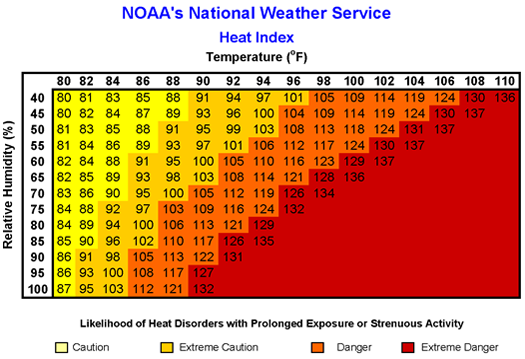 NOAA's National Weather Service
Heat Index
Temperature (°F)
80 82 84 86 88 90 92 94 96 98 100 102 104 106 108 110
Relative Humidity (%)
40 80 81 83 85 88 91 94 97 101 105 109 114 119 124 130 136
45 80 82 84 87 89 93 96 100 104 109 114 119 124 130 137
50 81 83 85 88 91 95 99 103 108 113 118 124 131 137
55 81 84 86 89 93 97 101 106 112 117 124 130 137
60 82 84 88 91 95 100 105 110 116 123 129 137
65 82 85 89 93 98 103 108 114 121 128 136
70 83 86 90 95 100 105 112 119 126 134
75 84 88 92 97 103 109 116 124 132
80 84 89 94 100 106 113 121 129
85 85 90 96 102 110 117 126 135
90 86 91 98 105 113 122 131
95 86 93 100 108 117 127
100 87 95 103 112 121 132
Likelihood of Heat Disorders with Prolonged Exposure or Strenuous Activity
Caution Extreme Caution Danger Extreme Danger